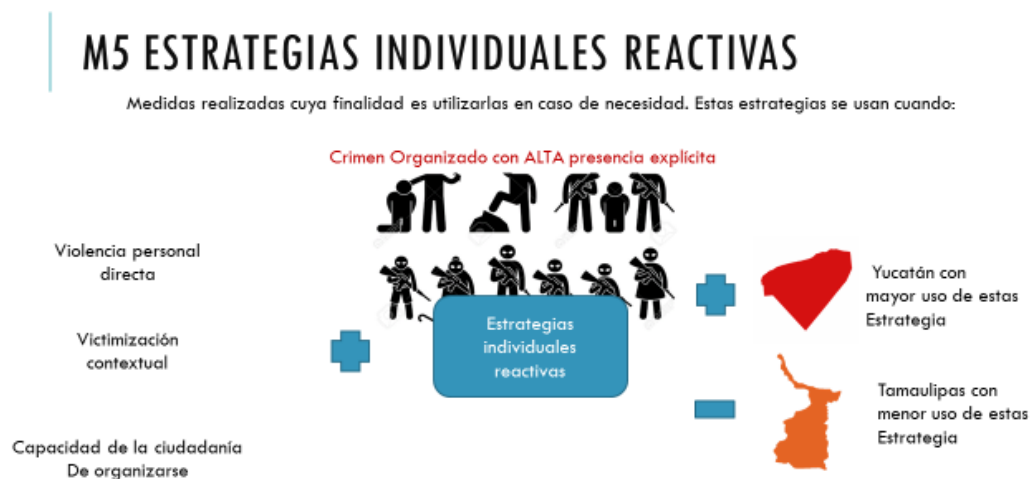 M5 ESTRATEGIAS INDIVIDUALES REACTIVAS
Medidas realizadas cuya finalidad es utilizarlas en caso de necesidad. Estas estrategias se usan cuando:
Crimen Organizado con ALTA presencia explícita
Violencia personal
directa
Victimización
contextual
Capacidad de la ciudadanía
De organizarse
Estrategias
individuales
reactivas
Yucatán con
mayor uso de estas
Estrategia
Tamaulipas con
menor uso de estas
Estrategia